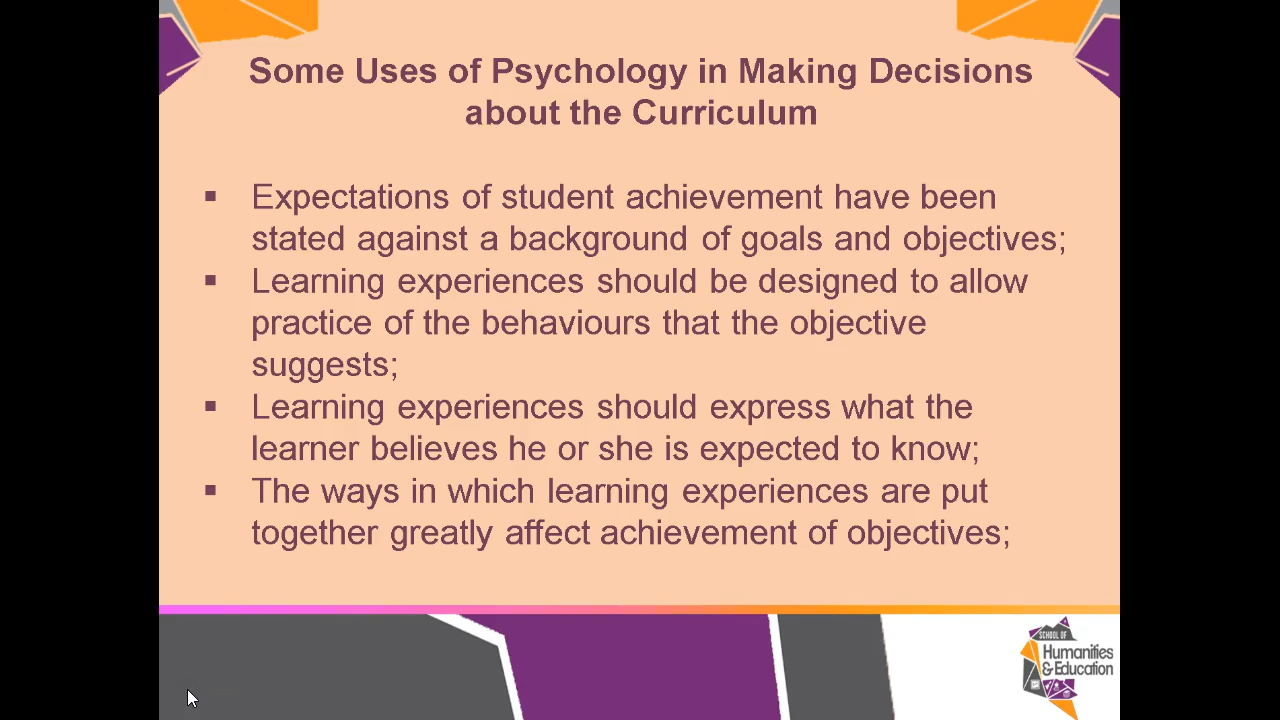 Some Uses of Psychology in Making Decisions
about the Curriculum
▪ Expectations of student achievement have been
stated against a background of goals and objectives;
▪ Learning experiences should be designed to allow
practice of the behaviours that the objective
suggests;
▪ Learning experiences should express what the
learner believes he or she is expected to know;
▪ The ways in which learning experiences are put
together greatly affect achievement of objectives;
SCHOOL OF
Humanities
& Education